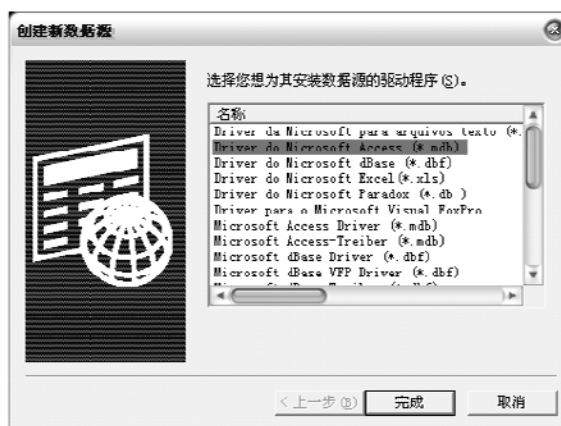 创建新数据源
选择您想为其安装数据源的驱动程序(S)。
名称
Driver da Microsoft para arquivos texto (*.
Driver do Microsoft Access (*.mdb)
Driver do Microsoft dBase (*.dbf)
Driver do Microsoft Excel(*.xls)
Driver do Microsoft Paradox (*.db )
Driver para o Microsoft Visual FoxPro
Microsoft Access Driver (*.mdb)
Microsoft Access-Treiber (*.mdb)
Microsoft dBase Driver (*.dbf)
Microsoft dBase VFP Driver (*.dbf)
<上一步(B) 完成 取消